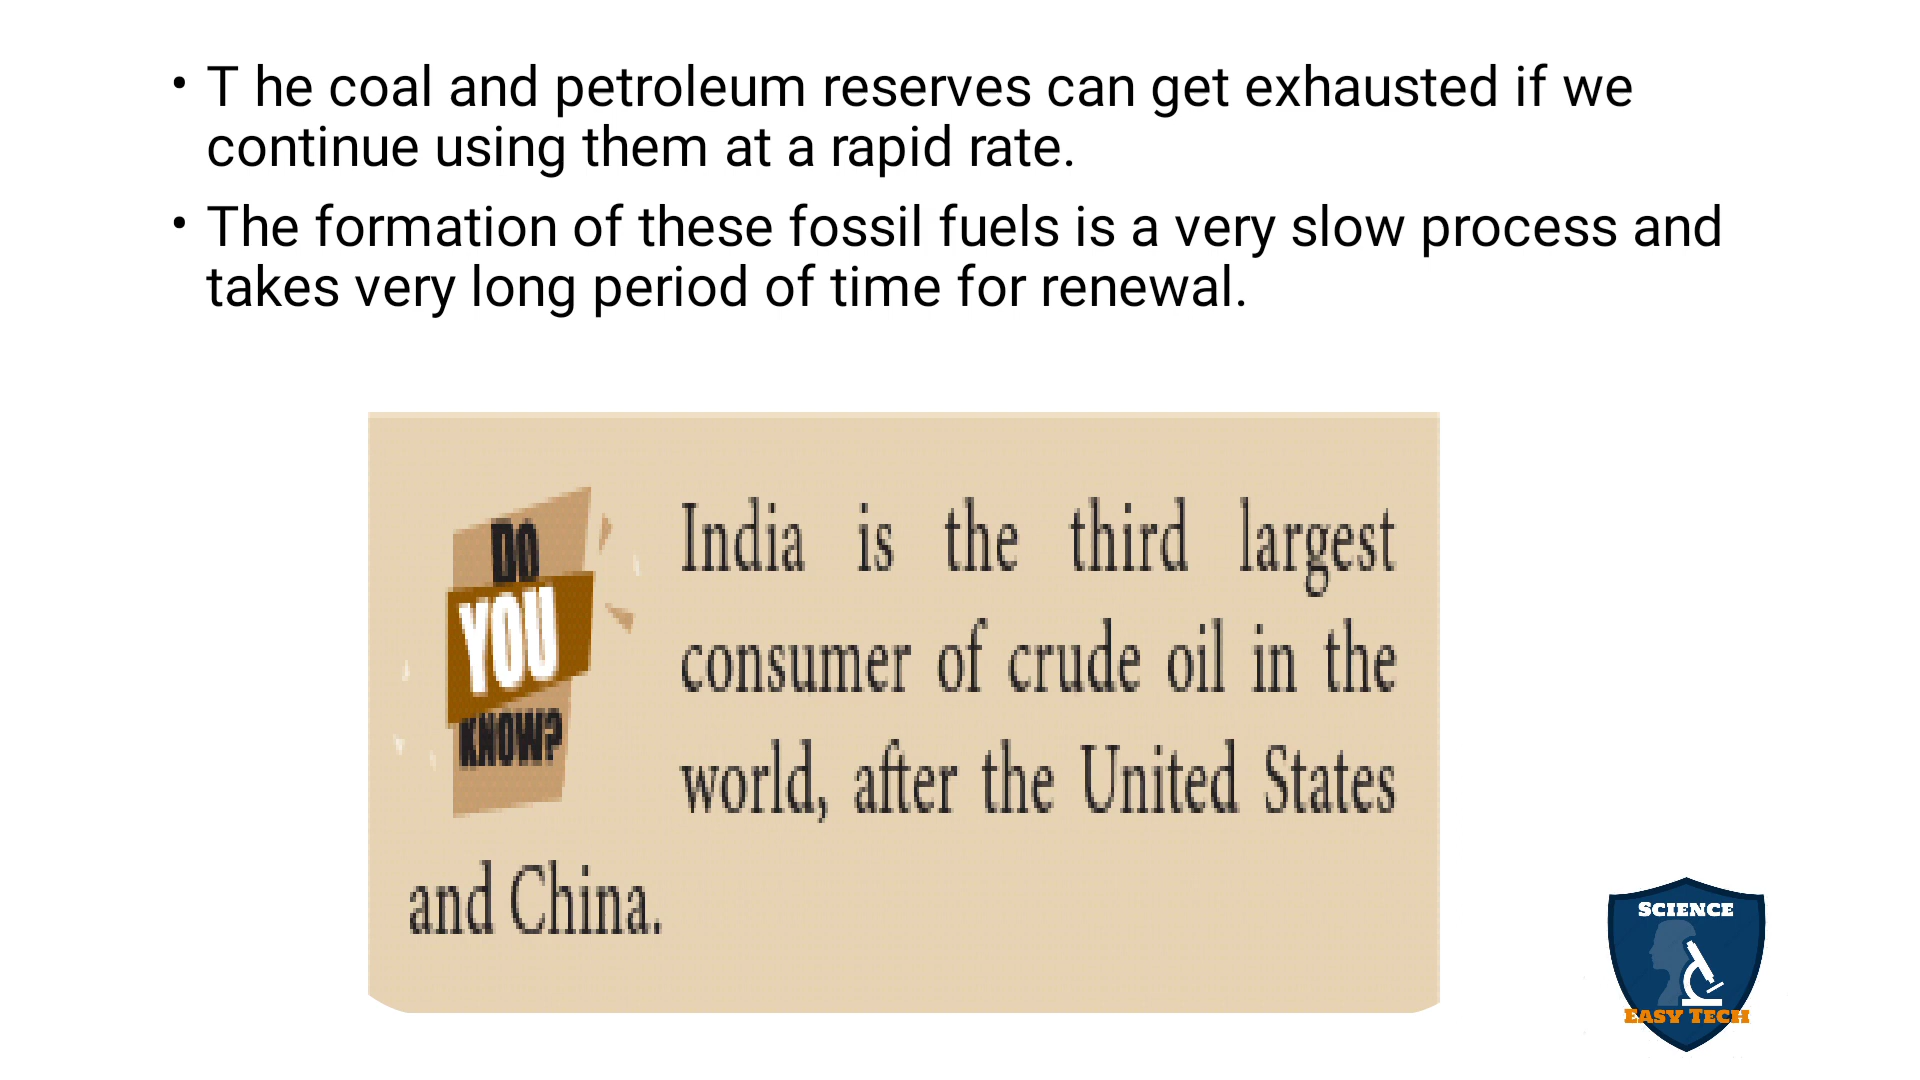 • T he coal and petroleum reserves can get exhausted if we
continue using them at a rapid rate.
• The formation of these fossil fuels is a very slow process and
takes very long period of time for renewal.
DO
YOU
KNOW?
India is the third largest
consumer of crude oil in the
world, after the United States
and China.
SCIENCE
EASY TECH